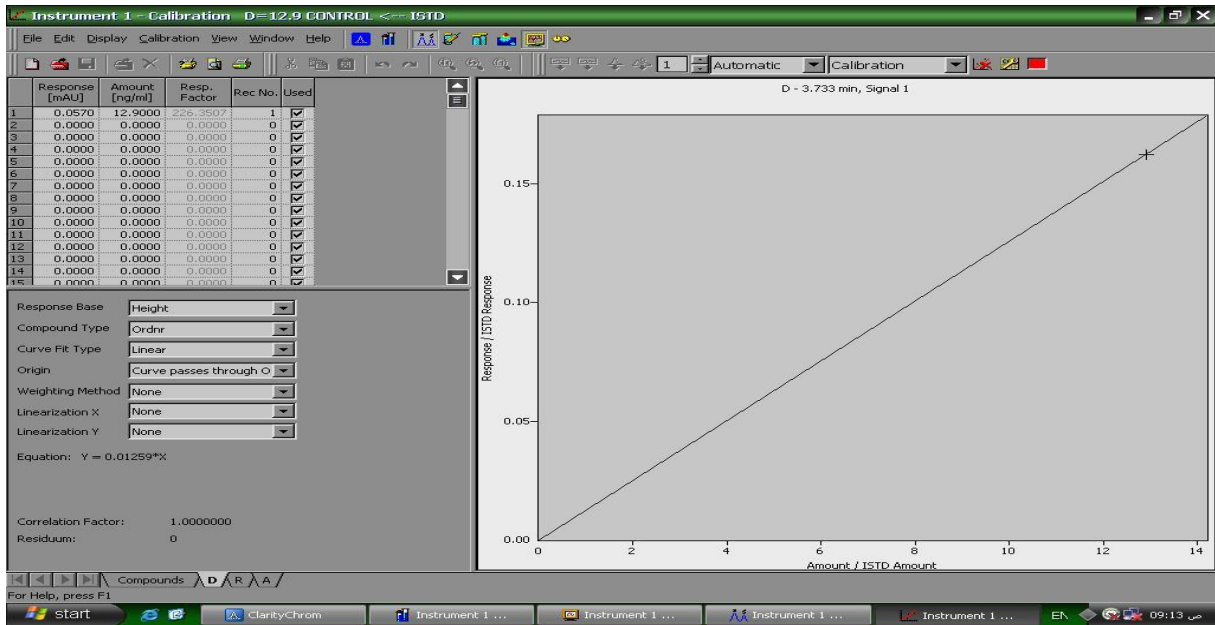 Instrument 1 - Calibration D=12.9 CONTROL <-- ISTD
File Edit Display Calibration View Window Help
1 Automatic Calibration
Response [mAU] Amount [ng/ml] Resp. Factor Rec No. Used
1 0.0570 12.9000 226.3507 1
2 0.0000 0.0000 0.0000 0
3 0.0000 0.0000 0.0000 0
4 0.0000 0.0000 0.0000 0
5 0.0000 0.0000 0.0000 0
6 0.0000 0.0000 0.0000 0
7 0.0000 0.0000 0.0000 0
8 0.0000 0.0000 0.0000 0
9 0.0000 0.0000 0.0000 0
10 0.0000 0.0000 0.0000 0
11 0.0000 0.0000 0.0000 0
12 0.0000 0.0000 0.0000 0
13 0.0000 0.0000 0.0000 0
14 0.0000 0.0000 0.0000 0
15 0.0000 0.0000 0.0000 0
Response Base Height
Compound Type Ordnr
Curve Fit Type Linear
Origin Curve passes through O
Weighting Method None
Linearization X None
Linearization Y None
Equation: Y = 0.01259*X
Correlation Factor: 1.0000000
Residuum: 0
D - 3.733 min, Signal 1
Response / ISTD Response
0.15
0.10
0.05
0.00
0 2 4 6 8 10 12 14
Amount / ISTD Amount
Compounds D R A
For Help, press F1
start ClarityChrom Instrument 1 ... Instrument 1 ... Instrument 1 ... Instrument 1 ... EN 09:13 ص